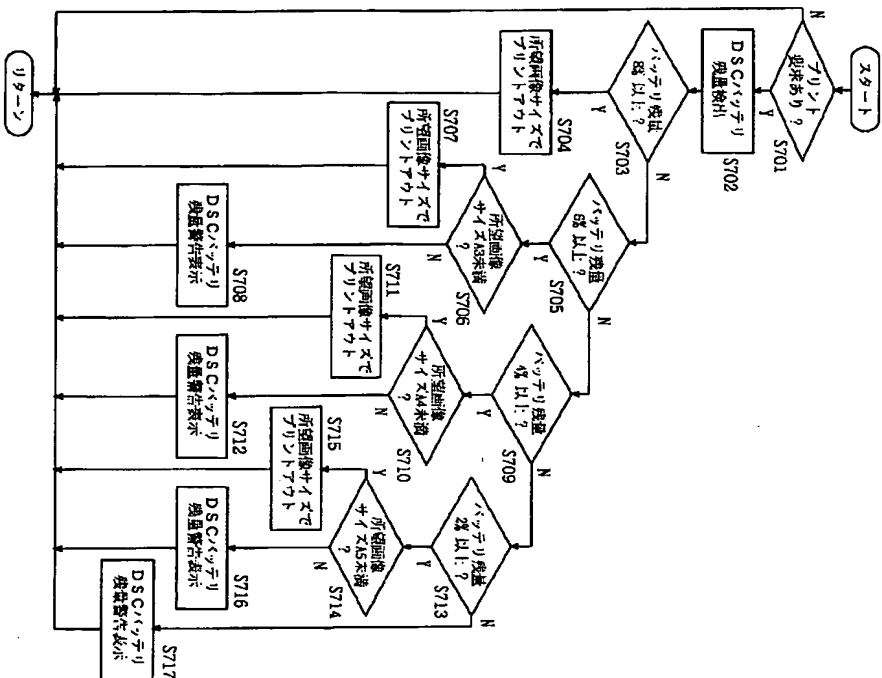 スタート
プリント
要求あり?
S701
N
Y
DSCバッテリ
残量検出
S702
バッテリ残量
8%以上?
S703
N
Y
所望画像サイズで
プリントアウト
S704
バッテリ残量
6%以上?
S705
N
Y
所望画像
サイズA3未満
?
S706
Y
N
所望画像サイズで
プリントアウト
S707
DSCバッテリ
残量警告表示
S708
バッテリ残量
4%以上?
S709
N
Y
所望画像
サイズA4未満
?
S710
Y
N
所望画像サイズで
プリントアウト
S711
DSCバッテリ
残量警告表示
S712
バッテリ残量
2%以上?
S713
N
Y
所望画像
サイズA5未満
?
S714
Y
N
所望画像サイズで
プリントアウト
S715
DSCバッテリ
残量警告表示
S716
DSCバッテリ
残量警告表示
S717
リターン